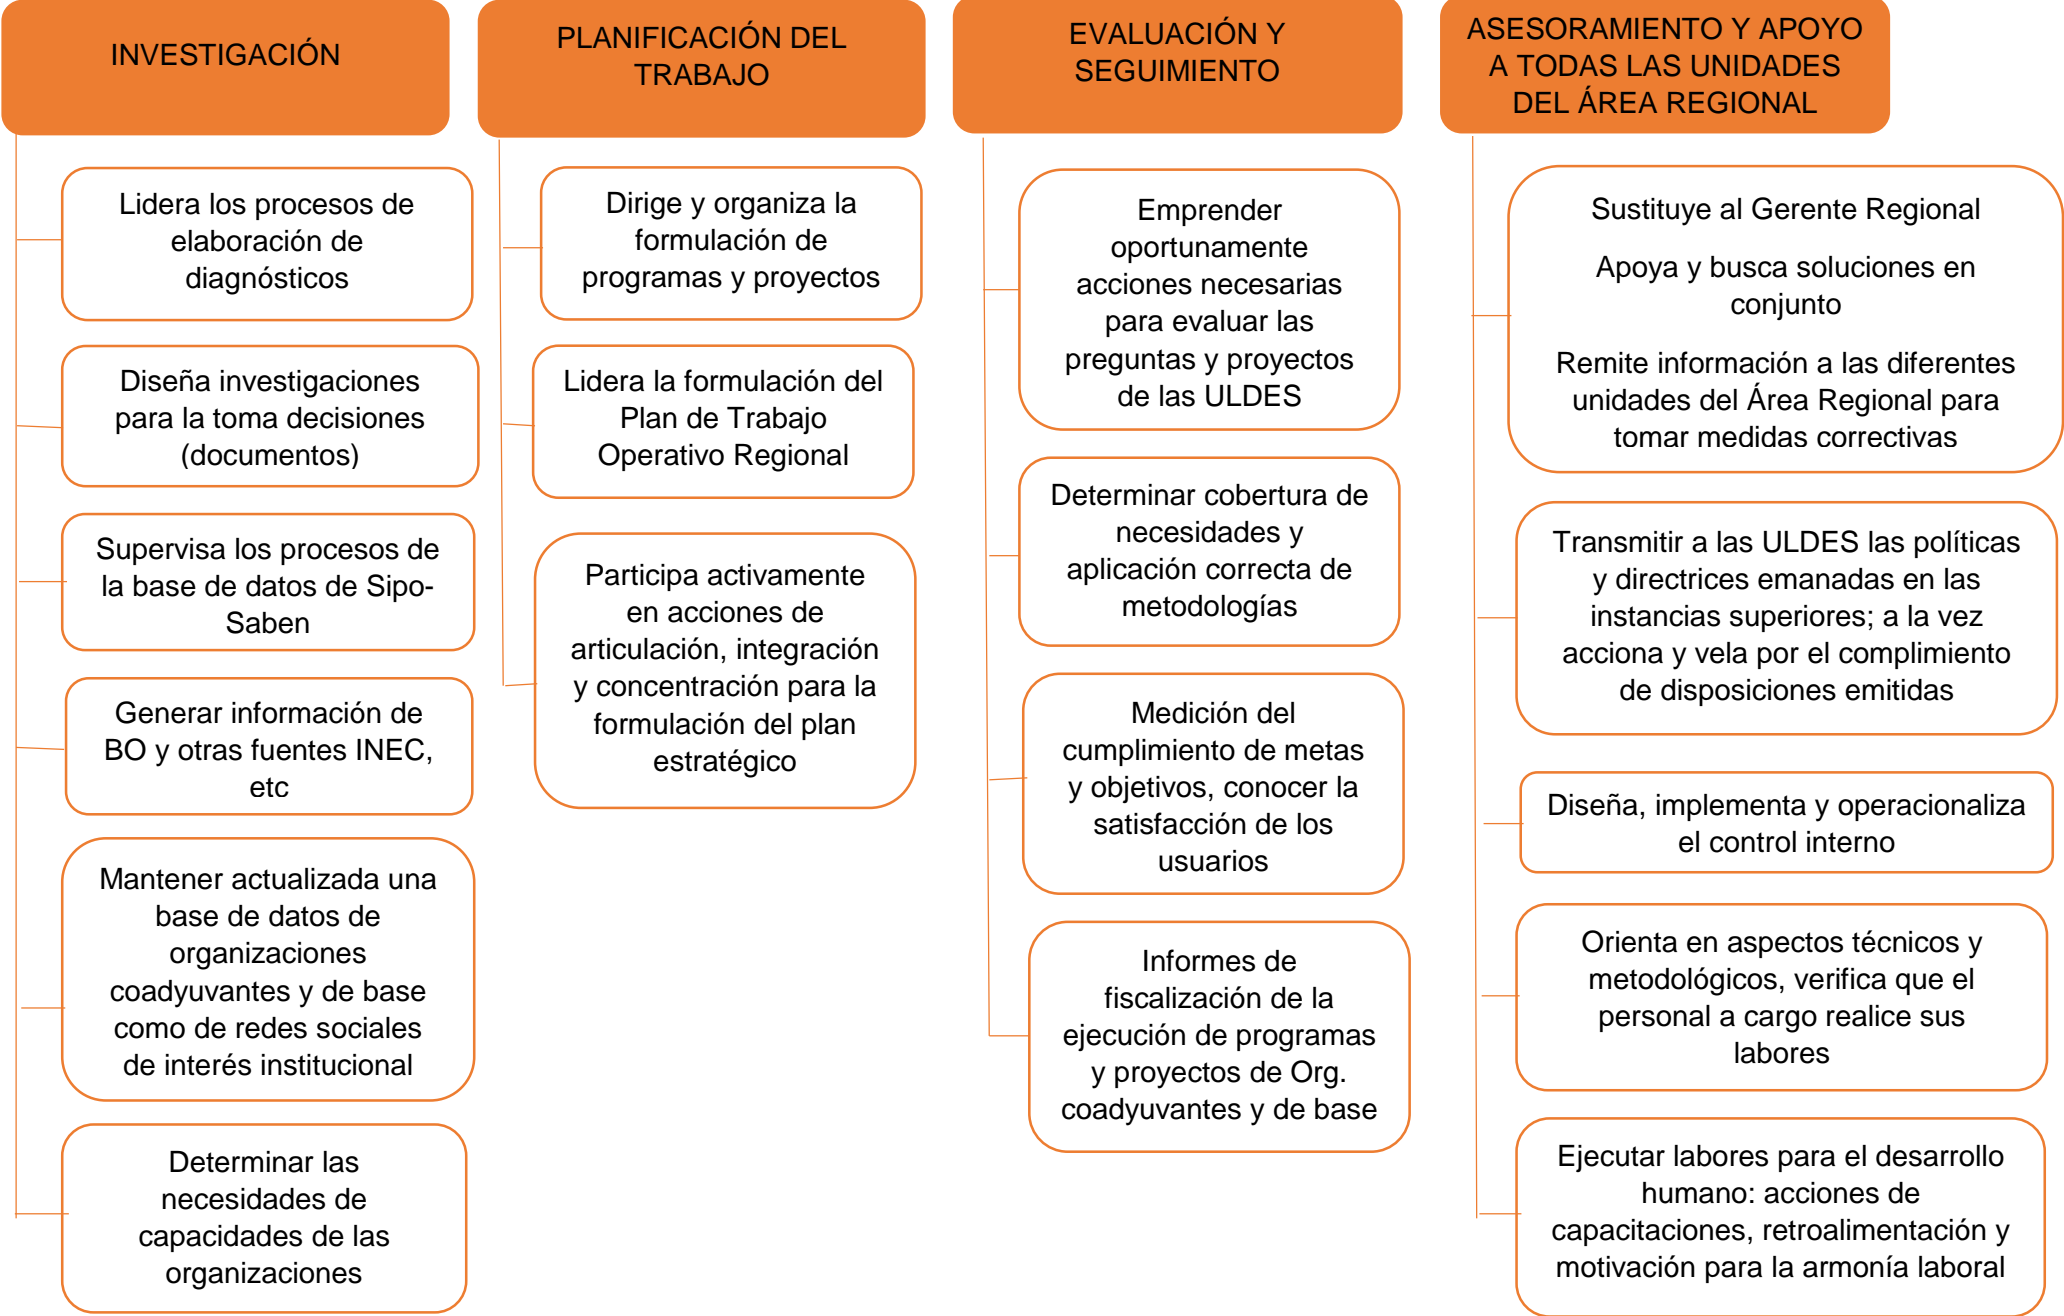 INVESTIGACIÓN
Lidera los procesos de
elaboración de
diagnósticos
Diseña investigaciones
para la toma decisiones
(documentos)
Supervisa los procesos de
la base de datos de Sipo-
Saben
Generar información de
BO y otras fuentes INEC,
etc
Mantener actualizada una
base de datos de
organizaciones
coadyuvantes y de base
como de redes sociales
de interés institucional
Determinar las
necesidades de
capacidades de las
organizaciones
PLANIFICACIÓN DEL
TRABAJO
Dirige y organiza la
formulación de
programas y proyectos
Lidera la formulación del
Plan de Trabajo
Operativo Regional
Participa activamente
en acciones de
articulación, integración
y concentración para la
formulación del plan
estratégico
EVALUACIÓN Y
SEGUIMIENTO
Emprender
oportunamente
acciones necesarias
para evaluar las
preguntas y proyectos
de las ULDES
Determinar cobertura de
necesidades y
aplicación correcta de
metodologías
Medición del
cumplimiento de metas
y objetivos, conocer la
satisfacción de los
usuarios
Informes de
fiscalización de la
ejecución de programas
y proyectos de Org.
coadyuvantes y de base
ASESORAMIENTO Y APOYO
A TODAS LAS UNIDADES
DEL ÁREA REGIONAL
Sustituye al Gerente Regional
Apoya y busca soluciones en
conjunto
Remite información a las diferentes
unidades del Área Regional para
tomar medidas correctivas
Transmitir a las ULDES las políticas
y directrices emanadas en las
instancias superiores; a la vez
acciona y vela por el complimiento
de disposiciones emitidas
Diseña, implementa y operacionaliza
el control interno
Orienta en aspectos técnicos y
metodológicos, verifica que el
personal a cargo realice sus
labores
Ejecutar labores para el desarrollo
humano: acciones de
capacitaciones, retroalimentación y
motivación para la armonía laboral